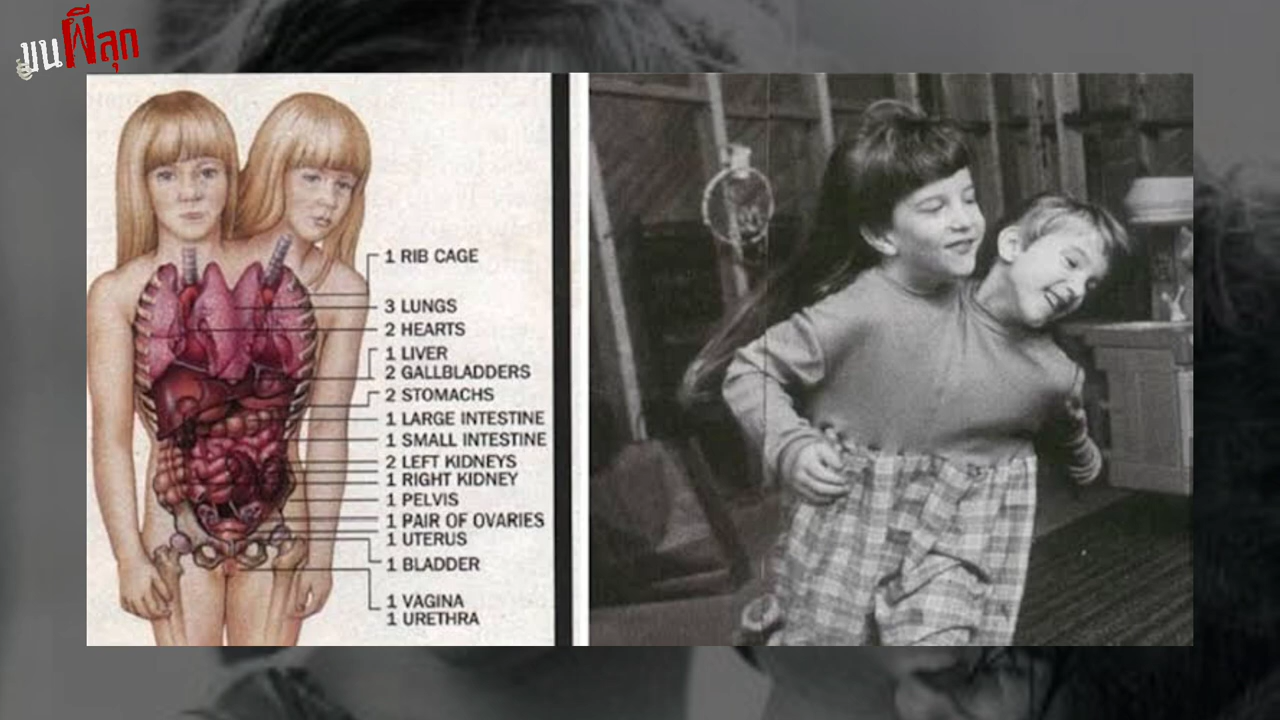 ขนผีลุก
1 RIB CAGE
3 LUNGS
2 HEARTS
1 LIVER
2 GALLBLADDERS
2 STOMACHS
1 LARGE INTESTINE
1 SMALL INTESTINE
2 LEFT KIDNEYS
1 RIGHT KIDNEY
1 PELVIS
1 PAIR OF OVARIES
1 UTERUS
1 BLADDER
1 VAGINA
1 URETHRA